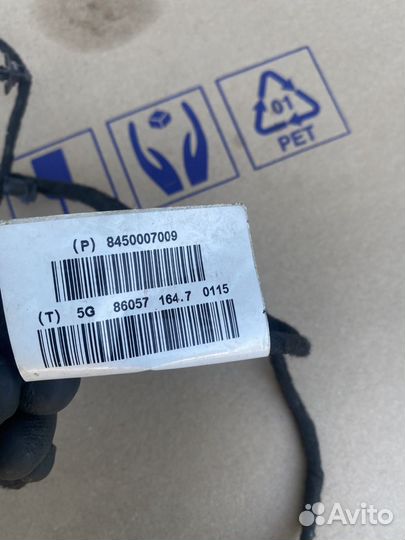 01
PET
(P) 8450007009
(T) 5G 86057 164.7 0115
Avito